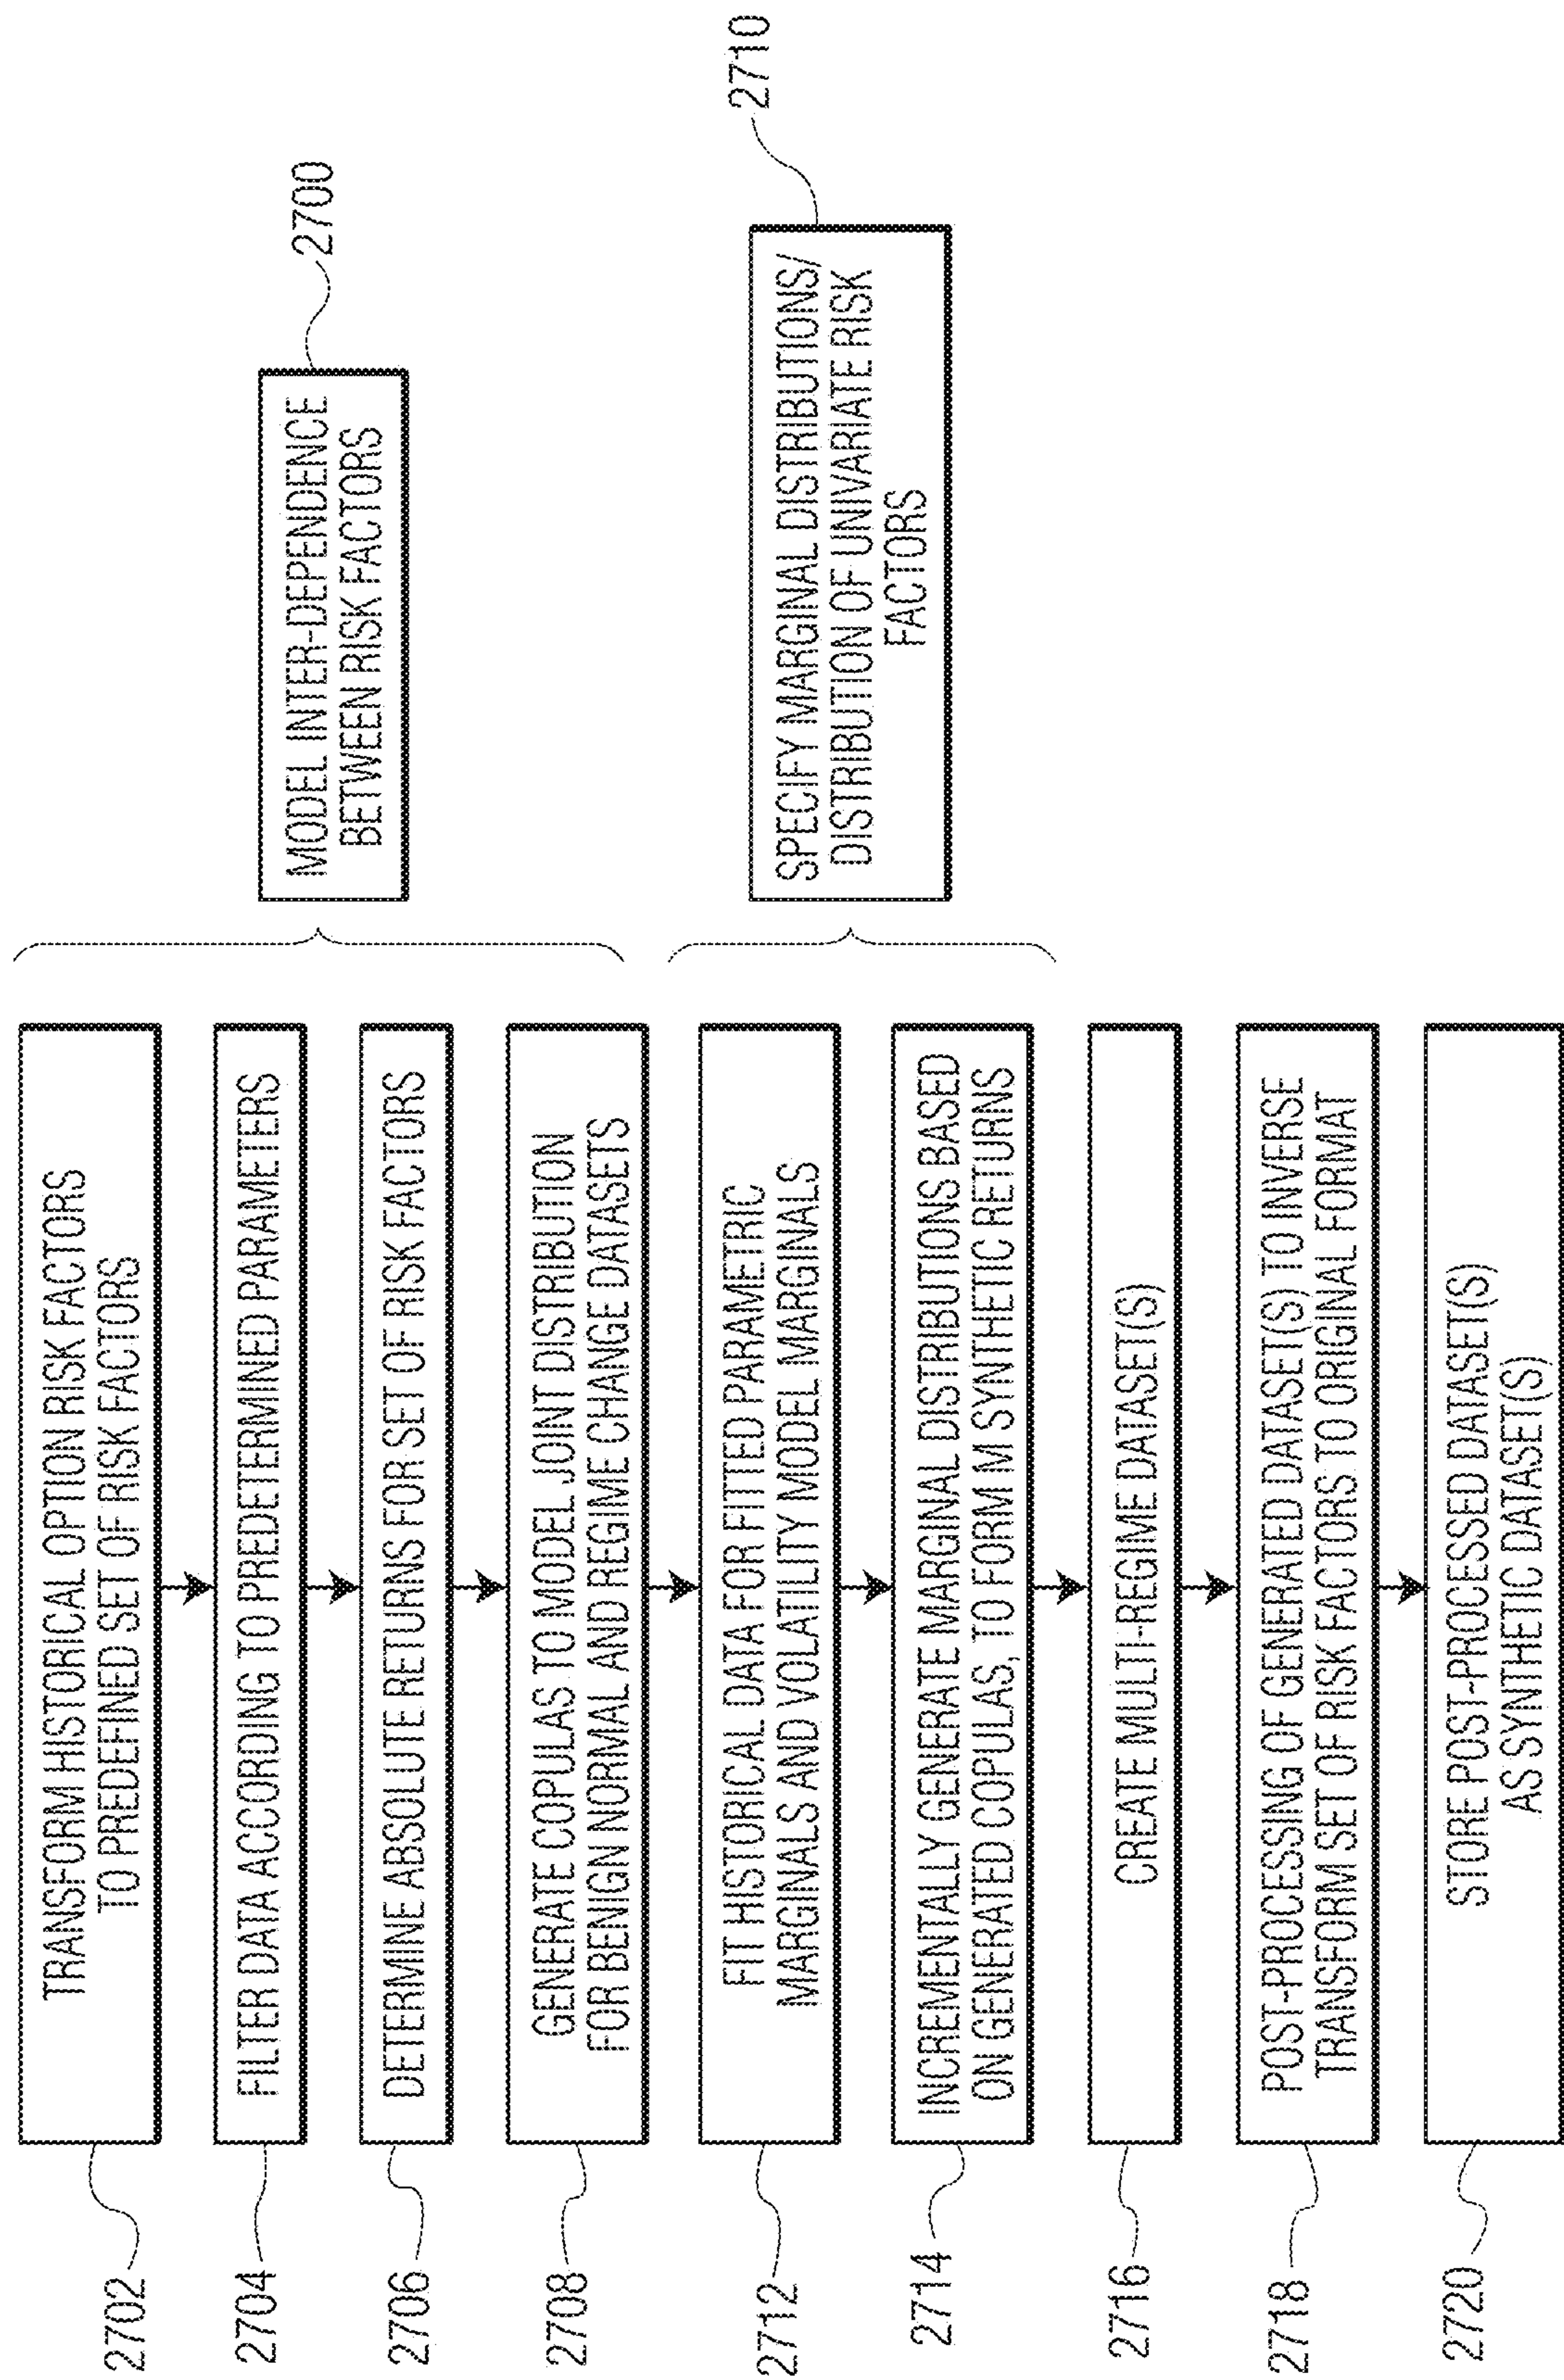 TRANSFORM HISTORICAL OPTION RISK FACTORS
TO PREDEFINED SET OF RISK FACTORS
2702
FILTER DATA ACCORDING TO PREDETERMINED PARAMETERS
2704
DETERMINE ABSOLUTE RETURNS FOR SET OF RISK FACTORS
2706
GENERATE COPULAS TO MODEL JOINT DISTRIBUTION
FOR BENIGN NORMAL AND REGIME CHANGE DATASETS
2708
MODEL INTER-DEPENDENCE
BETWEEN RISK FACTORS
2700
FIT HISTORICAL DATA FOR FITTED PARAMETRIC
MARGINALS AND VOLATILITY MODEL MARGINALS
2712
INCREMENTALLY GENERATE MARGINAL DISTRIBUTIONS BASED
ON GENERATED COPULAS, TO FORM M SYNTHETIC RETURNS
2714
SPECIFY MARGINAL DISTRIBUTIONS/
DISTRIBUTION OF UNIVARIATE RISK
FACTORS
2710
CREATE MULTI-REGIME DATASET(S)
2716
POST-PROCESSING OF GENERATED DATASET(S) TO INVERSE
TRANSFORM SET OF RISK FACTORS TO ORIGINAL FORMAT
2718
STORE POST-PROCESSED DATASET(S)
AS SYNTHETIC DATASET(S)
2720